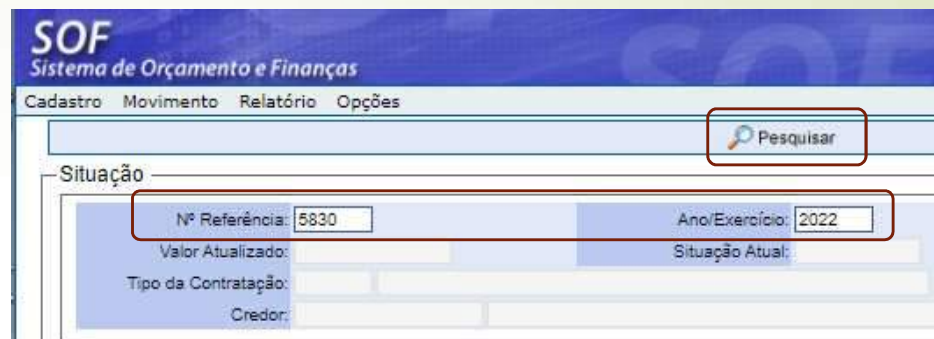 SOF
Sistema de Orçamento e Finanças
Cadastro Movimento Relatório Opções
Pesquisar
Situação
Nº Referência: 5830 Ano/Exercício: 2022
Valor Atualizado: Situação Atual:
Tipo da Contratação:
Credor: